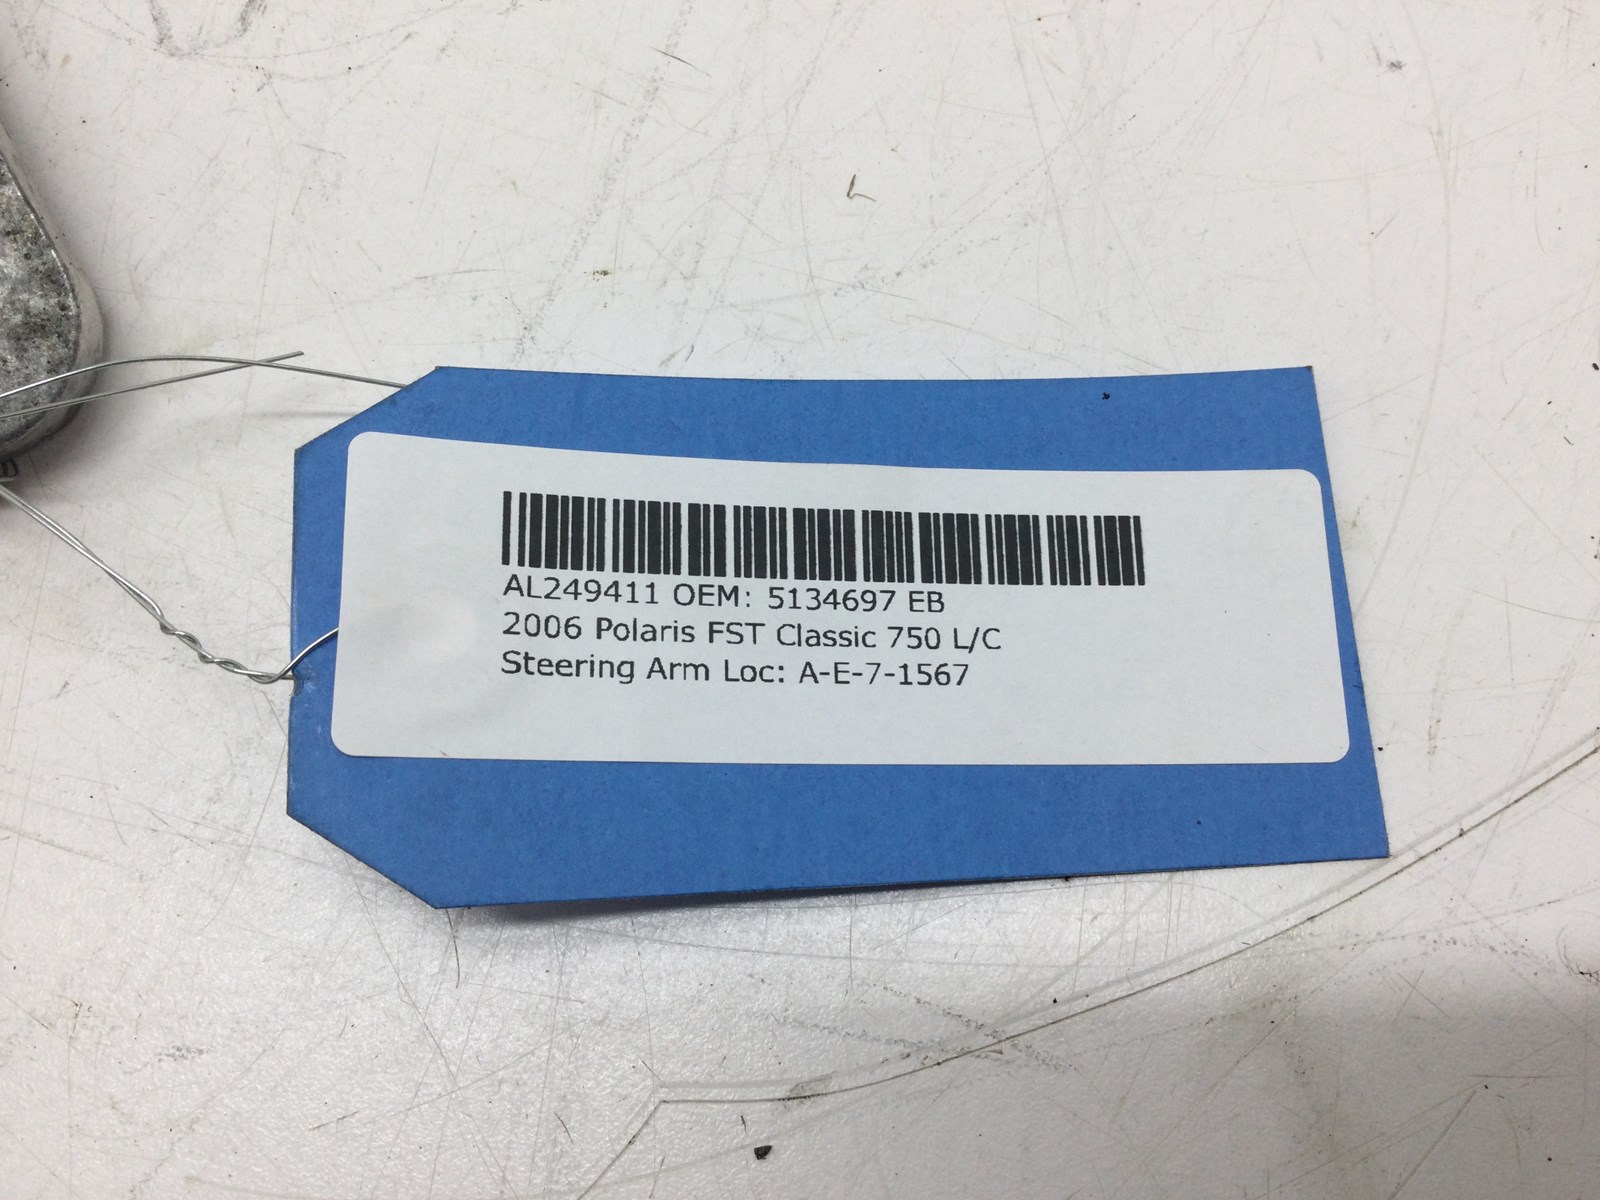 AL249411 OEM: 5134697 EB
2006 Polaris FST Classic 750 L/C
Steering Arm Loc: A-E-7-1567